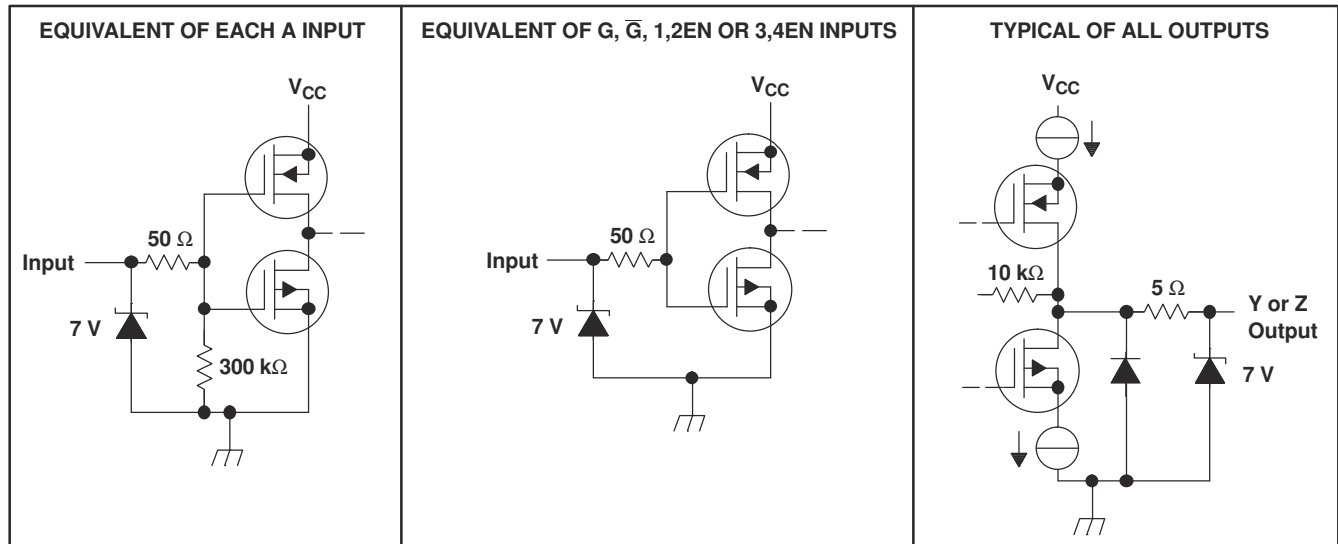 EQUIVALENT OF EACH A INPUT
VCC
50 Ω
Input
7 V
300 kΩ
EQUIVALENT OF G, G̅, 1,2EN OR 3,4EN INPUTS
VCC
50 Ω
Input
7 V
TYPICAL OF ALL OUTPUTS
VCC
10 kΩ
5 Ω
Y or Z
Output
7 V